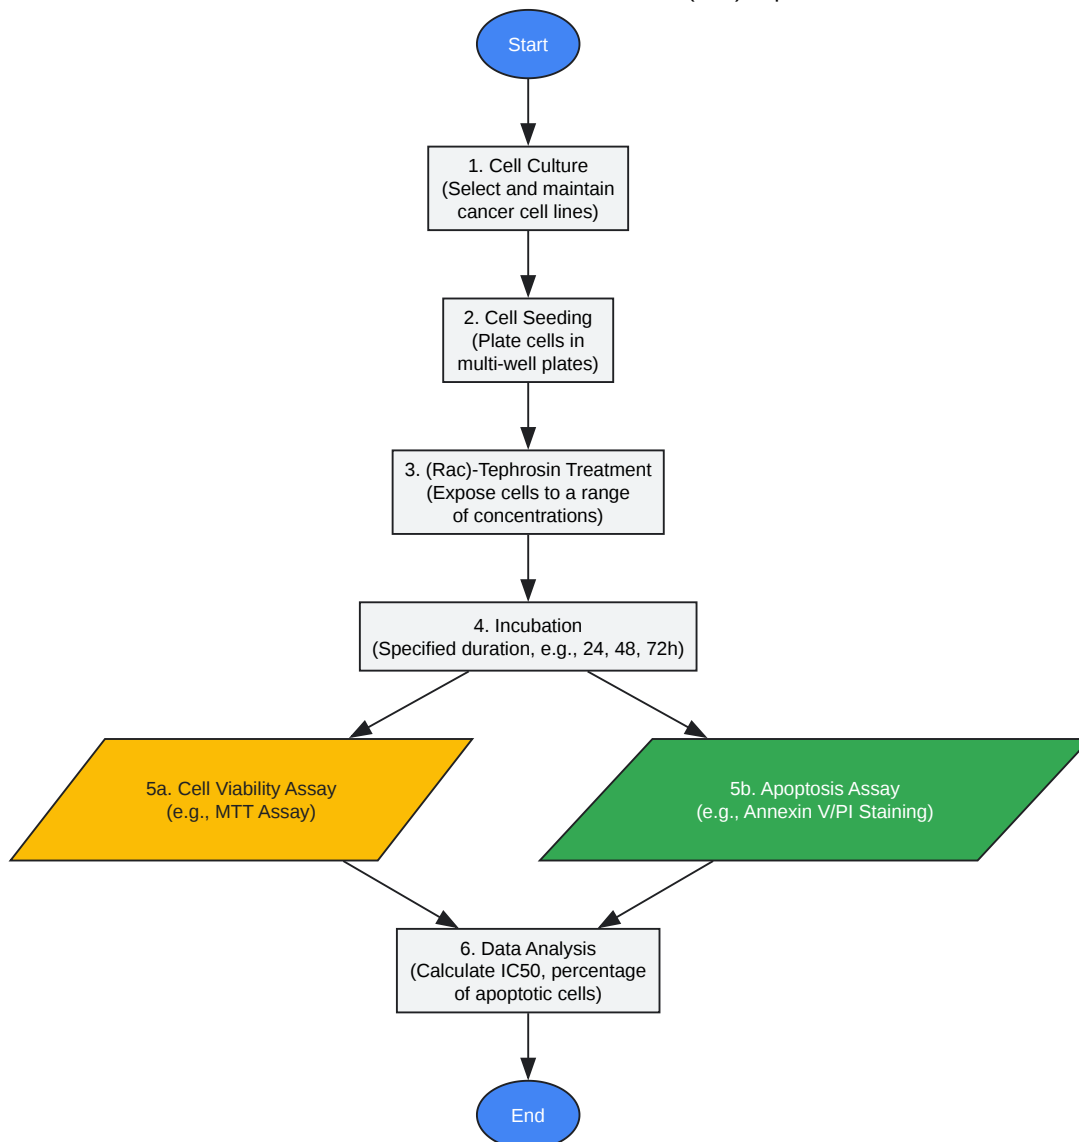 Start
1. Cell Culture
(Select and maintain
cancer cell lines)
2. Cell Seeding
(Plate cells in
multi-well plates)
3. (Rac)-Tephrosin Treatment
(Expose cells to a range
of concentrations)
4. Incubation
(Specified duration, e.g., 24, 48, 72h)
5a. Cell Viability Assay
(e.g., MTT Assay)
5b. Apoptosis Assay
(e.g., Annexin V/PI Staining)
6. Data Analysis
(Calculate IC50, percentage
of apoptotic cells)
End